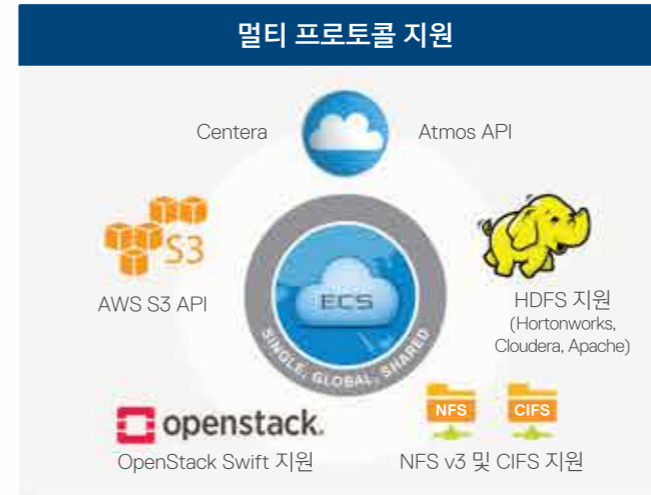 멀티 프로토콜 지원
Centera
Atmos API
S3
AWS S3 API
ECS
SINGLE, GLOBAL, SHARED
HDFS 지원
(Hortonworks,
Cloudera, Apache)
openstack.
OpenStack Swift 지원
NFS
CIFS
NFS v3 및 CIFS 지원